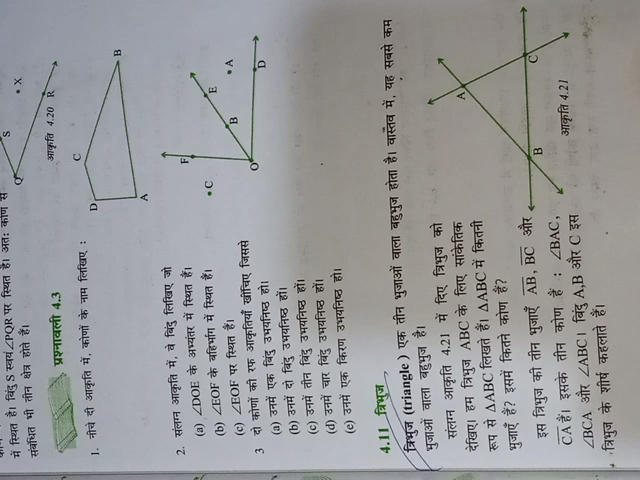 में स्थित है। बिंदु S स्वयं ∠PQR पर स्थित है। अतः कोण से
संबंधित भी तीन क्षेत्र होते हैं।
S
X
Q
R
आकृति 4.20
प्रश्नावली 4.3
1. नीचे दी आकृति में, कोणों के नाम लिखिए :
D
C
A
B
2. संलग्न आकृति में, वे बिंदु लिखिए जो
(a) ∠DOE के अभ्यंतर में स्थित हैं।
(b) ∠EOF के बहिर्भाग में स्थित हैं।
(c) ∠EOF पर स्थित हैं।
C
F
E
B
A
O
D
3 दो कोणों की रफ आकृतियाँ खींचिए जिससे
(a) उनमें एक बिंदु उभयनिष्ठ हो।
(b) उनमें दो बिंदु उभयनिष्ठ हों।
(c) उनमें तीन बिंदु उभयनिष्ठ हों।
(d) उनमें चार बिंदु उभयनिष्ठ हों।
(e) उनमें एक किरण उभयनिष्ठ हो।
4.11 त्रिभुज
त्रिभुज (triangle) एक तीन भुजाओं वाला बहुभुज होता है। वास्तव में, यह सबसे कम
भुजाओं वाला बहुभुज है।
संलग्न आकृति 4.21 में दिए त्रिभुज को
देखिए। हम त्रिभुज ABC के लिए सांकेतिक
रूप से ΔABC लिखते हैं। ΔABC में कितनी
भुजाएँ हैं? इसमें कितने कोण हैं?
इस त्रिभुज की तीन भुजाएँ AB, BC और
CA हैं। इसके तीन कोण हैं : ∠BAC,
∠BCA और ∠ABC। बिंदु A,B और C इस
त्रिभुज के शीर्ष कहलाते हैं।
A
B
C
आकृति 4.21